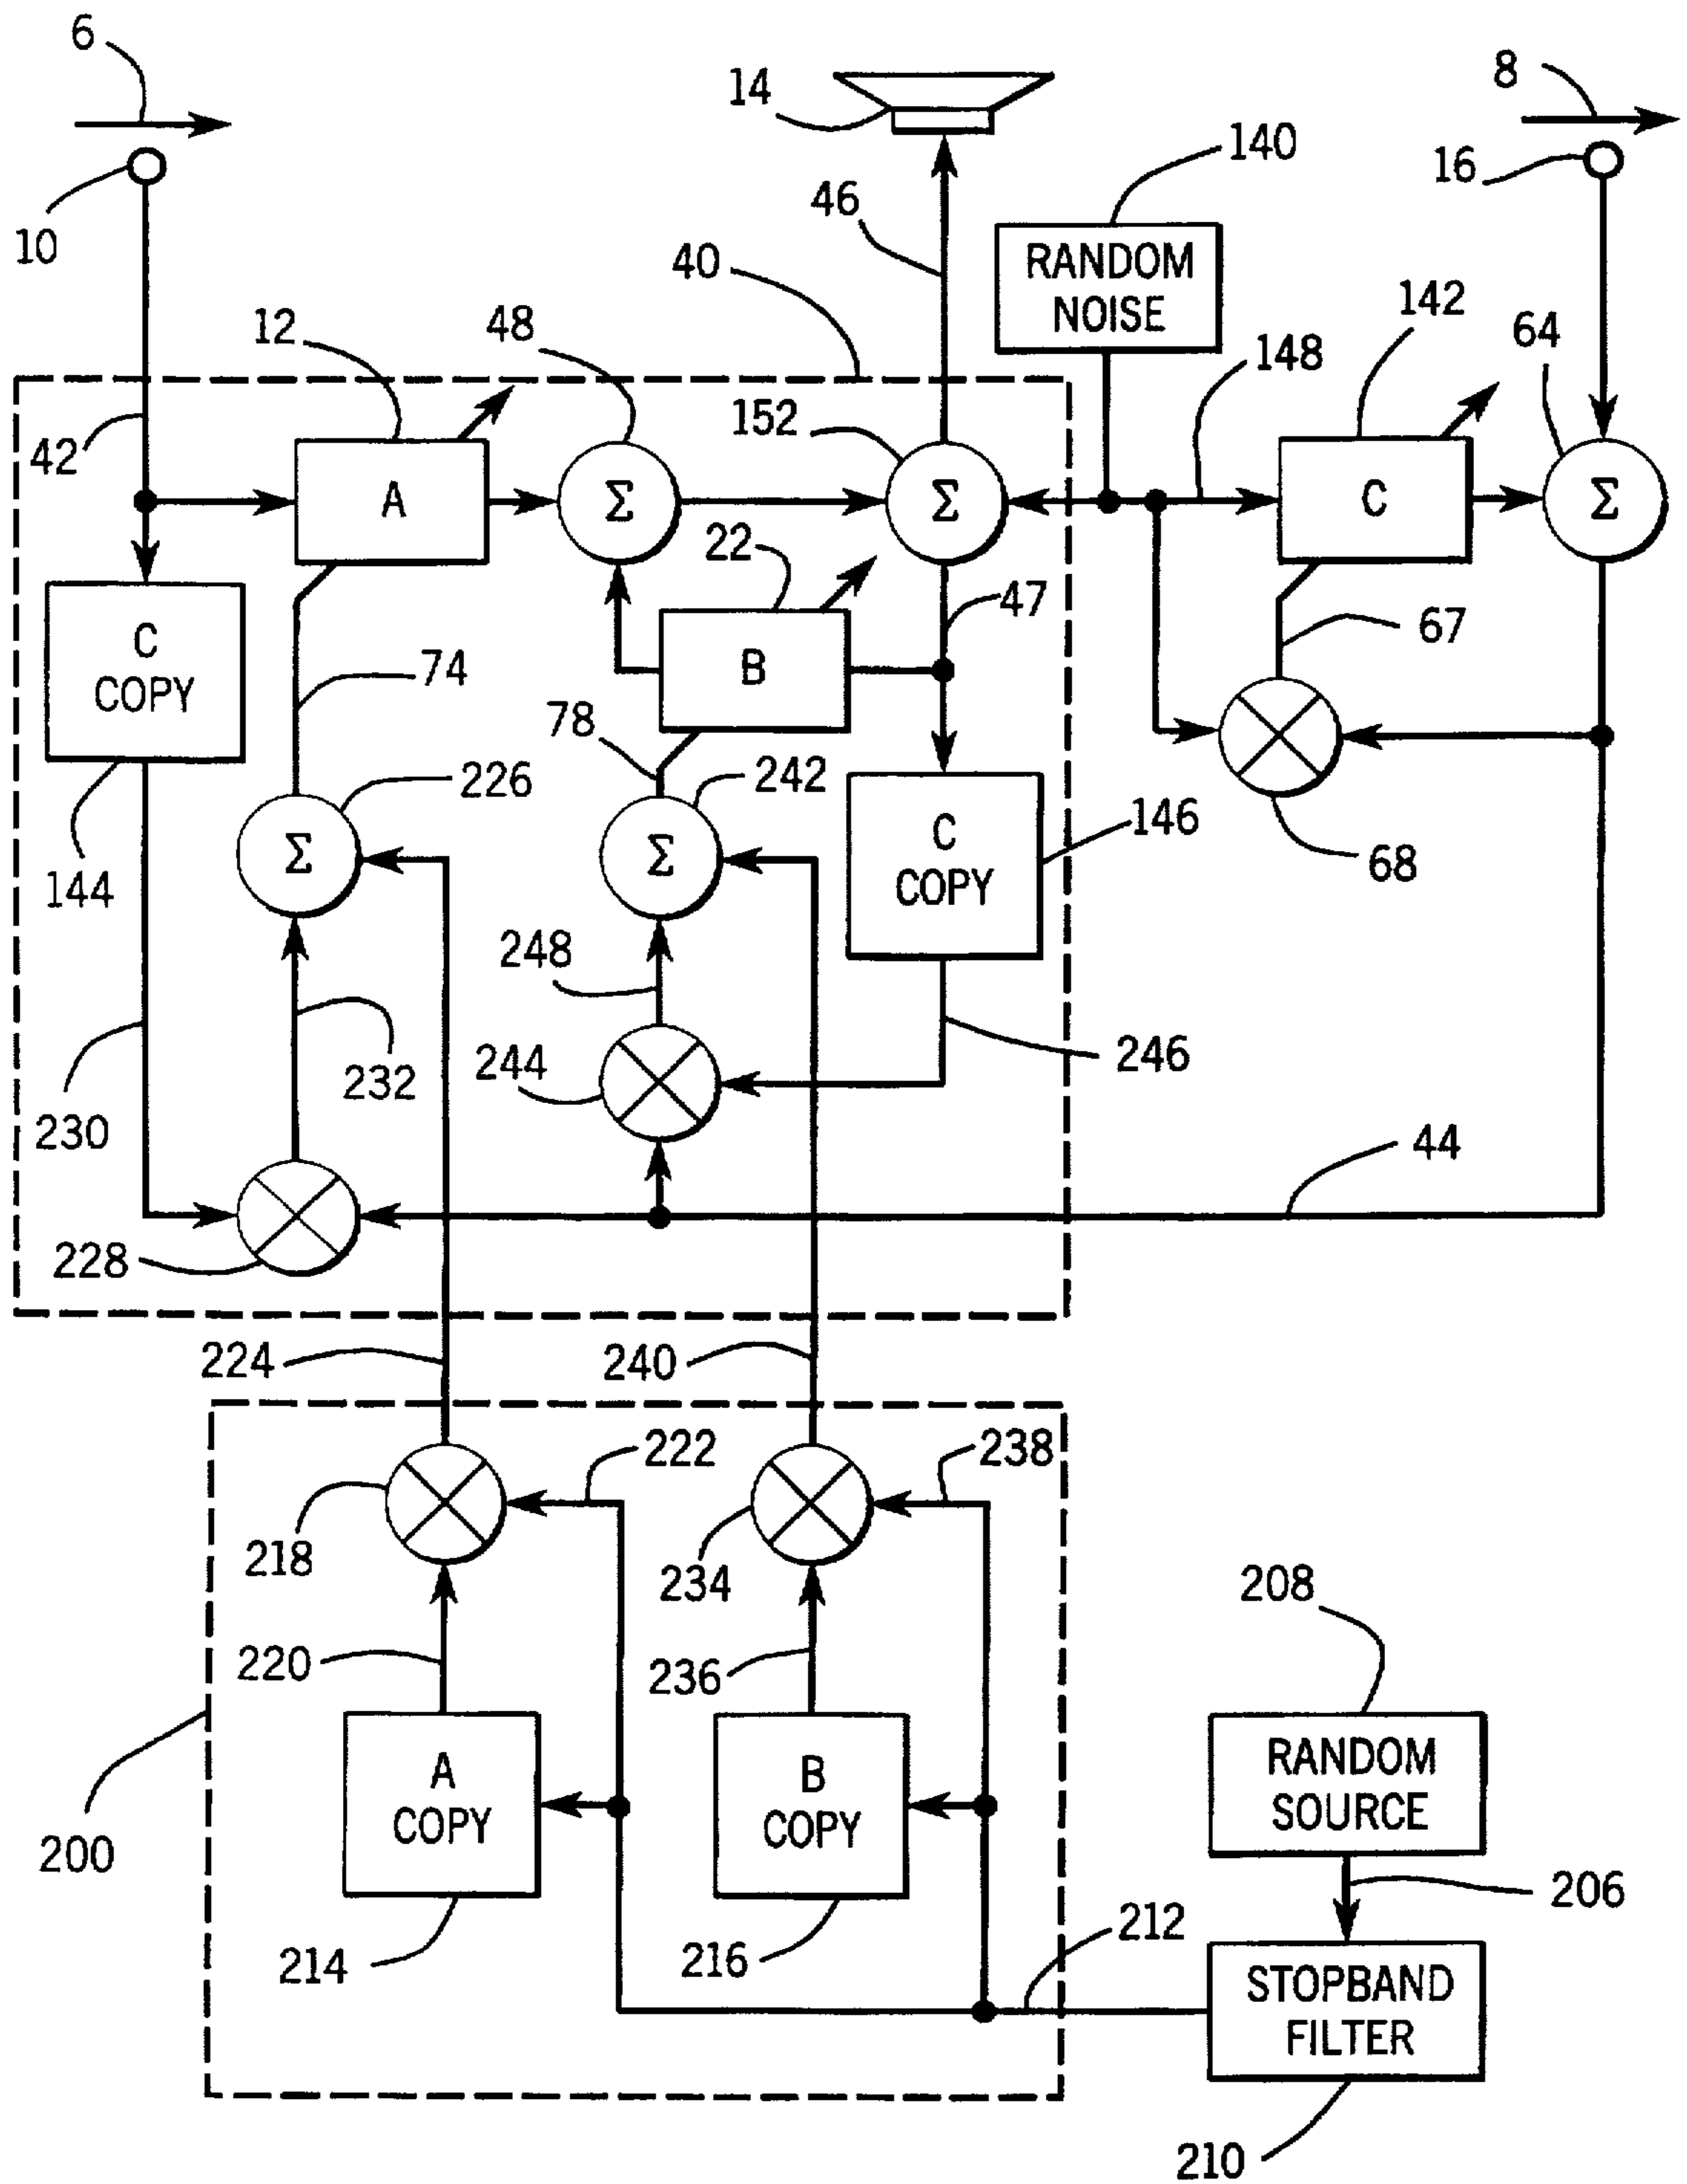 6
8
14
140
16
10
46
RANDOM
NOISE
40
142
12
48
148
64
152
42
A
Σ
Σ
C
Σ
22
47
C
COPY
74
B
67
78
226
242
146
Σ
Σ
C
COPY
68
144
248
232
244
246
230
44
228
224
240
222
238
218
234
208
220
236
A
COPY
B
COPY
RANDOM
SOURCE
200
206
214
216
212
STOPBAND
FILTER
210